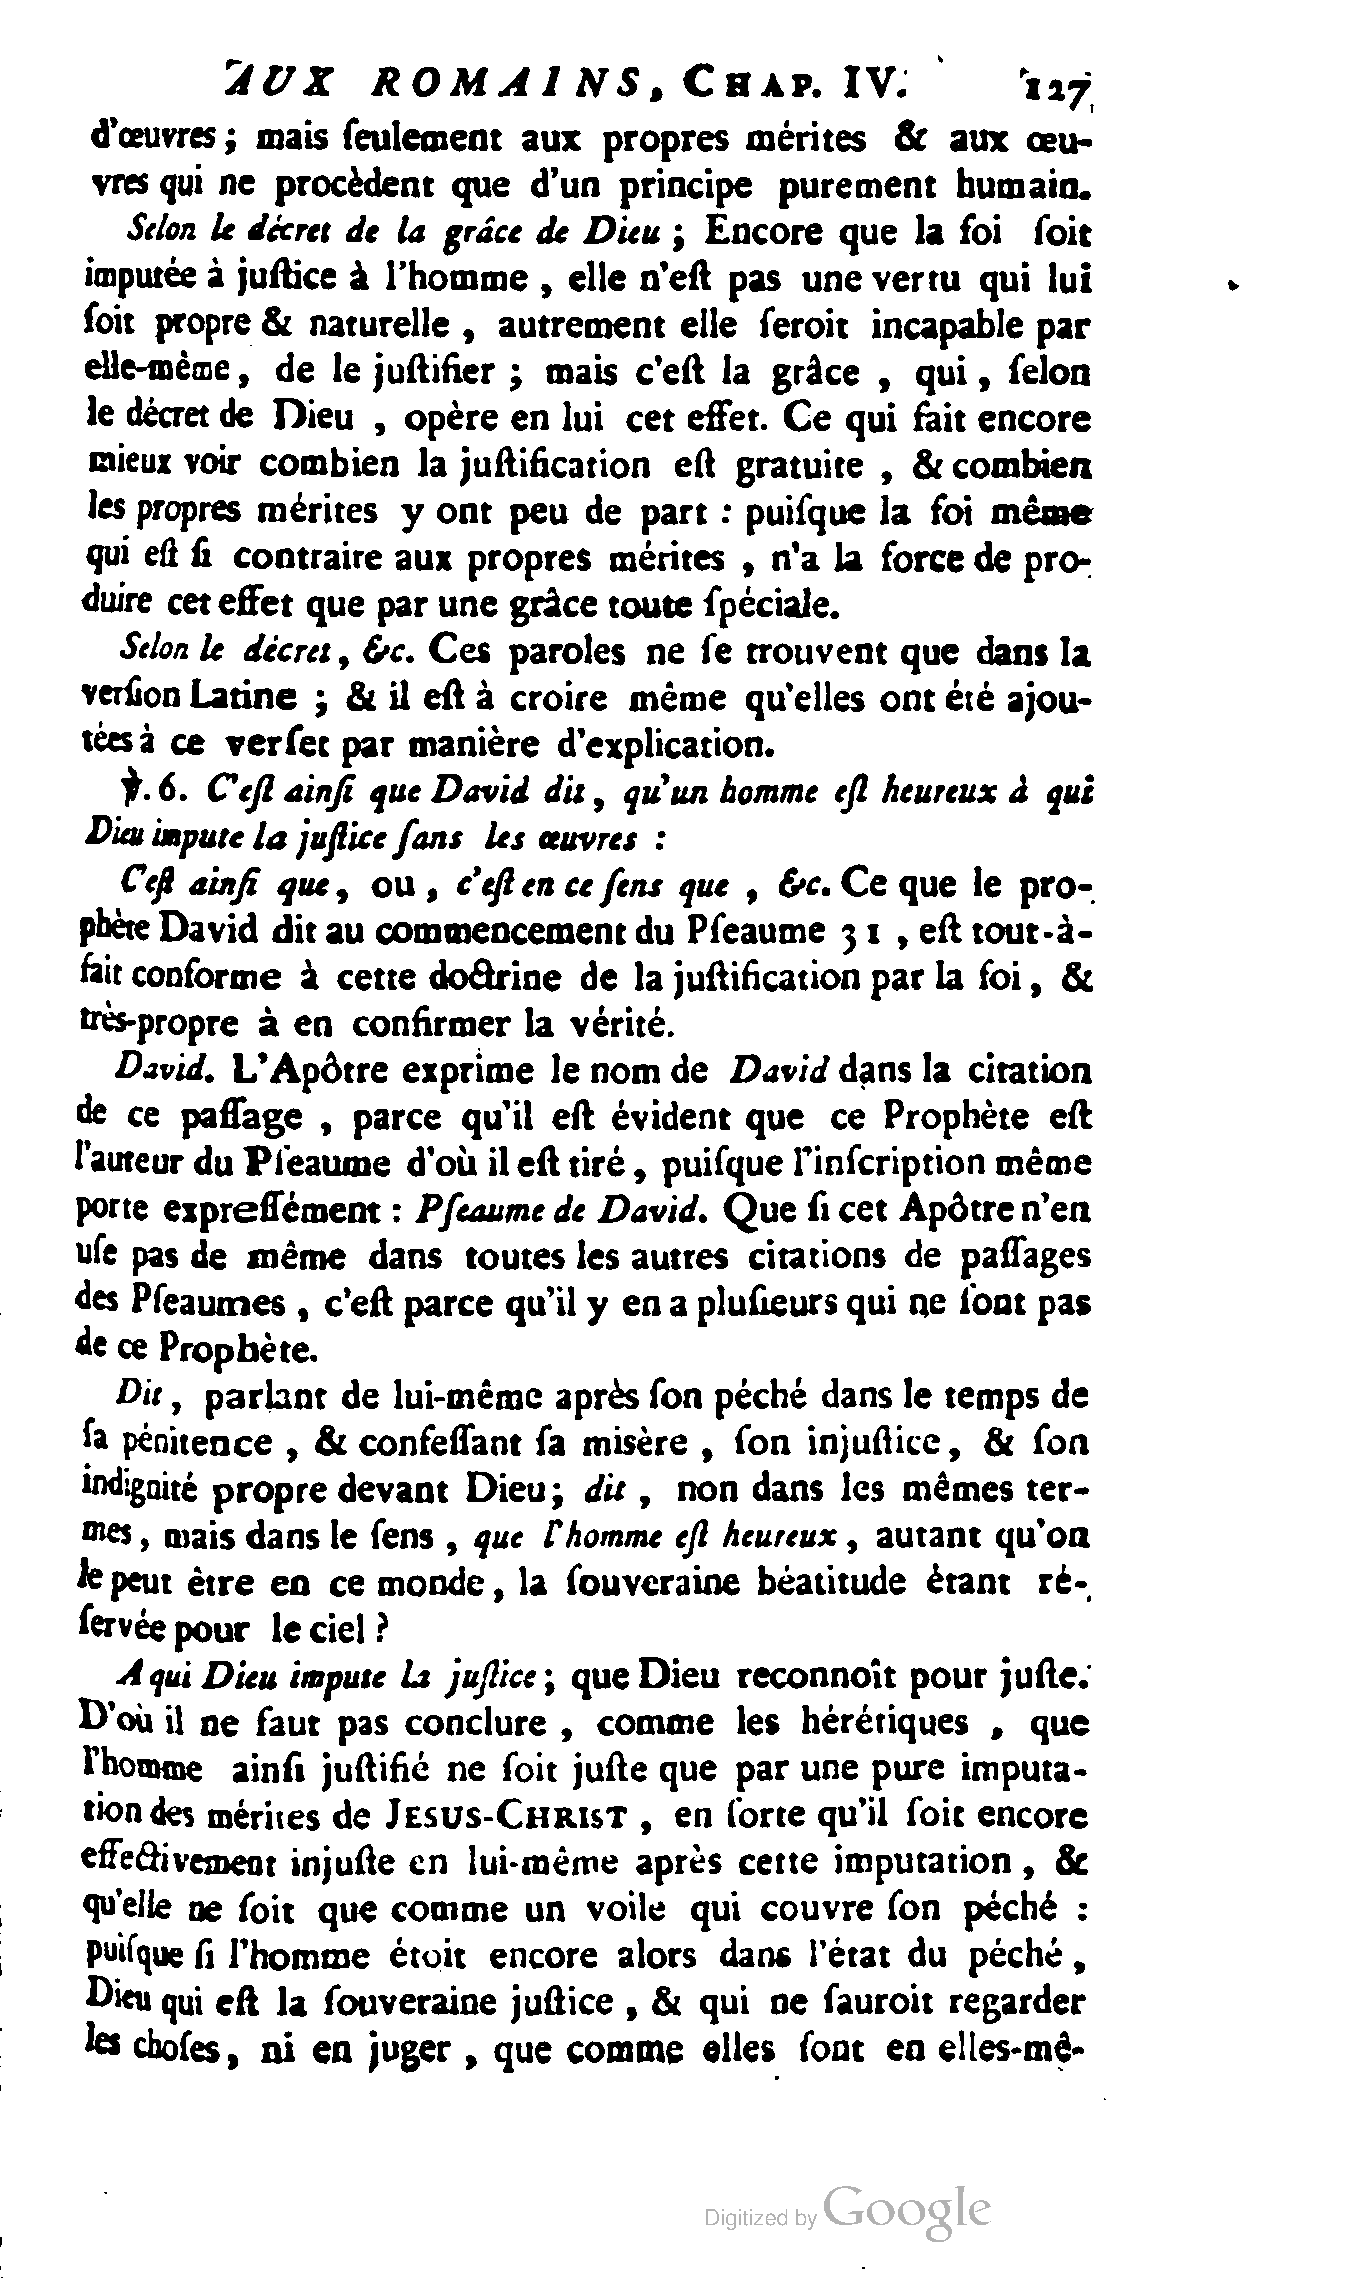 AUX ROMAINS, CHAP. IV. 127
d'œuvres ; mais ſeulement aux propres mérites & aux œu-
vres qui ne procèdent que d'un principe purement humain.
Selon le décret de la grâce de Dieu ; Encore que la foi ſoit
imputée à juſtice à l'homme , elle n'eſt pas une vertu qui lui
ſoit propre & naturelle , autrement elle ſeroit incapable par
elle-même, de le juſtifier ; mais c'eſt la grâce , qui , ſelon
le décret de Dieu , opère en lui cet effet. Ce qui fait encore
mieux voir combien la juſtification eſt gratuite , & combien
les propres mérites y ont peu de part : puiſque la foi même
qui eſt ſi contraire aux propres mérites , n'a la force de pro-
duire cet effet que par une grâce toute ſpéciale.
Selon le décret, &c. Ces paroles ne ſe trouvent que dans la
verſion Latine ; & il eſt à croire même qu'elles ont été ajou-
tées à ce verſet par manière d'explication.
℣. 6. C'eſt ainſi que David dit, qu'un homme eſt heureux à qui
Dieu impute la juſtice ſans les œuvres :
C'eſt ainſi que, ou , c'eſt en ce ſens que , &c. Ce que le pro-
phète David dit au commencement du Pſeaume 31 , eſt tout-à-
fait conforme à cette doctrine de la juſtification par la foi, &
très-propre à en confirmer la vérité.
David. L'Apôtre exprime le nom de David dans la citation
de ce paſſage , parce qu'il eſt évident que ce Prophète eſt
l'auteur du Pſeaume d'où il eſt tiré, puiſque l'inſcription même
porte expreſſément : Pſeaume de David. Que ſi cet Apôtre n'en
uſe pas de même dans toutes les autres citations de paſſages
des Pſeaumes , c'eſt parce qu'il y en a pluſieurs qui ne ſont pas
de ce Prophète.
Dit, parlant de lui-même après ſon péché dans le temps de
ſa pénitence , & confeſſant ſa misère , ſon injuſtice, & ſon
indignité propre devant Dieu; dit , non dans les mêmes ter-
mes, mais dans le ſens , que l'homme eſt heureux, autant qu'on
le peut être en ce monde, la ſouveraine béatitude étant ré-
ſervée pour le ciel ?
A qui Dieu impute la juſtice ; que Dieu reconnoît pour juſte.
D'où il ne faut pas conclure , comme les hérétiques , que
l'homme ainſi juſtifié ne ſoit juſte que par une pure imputa-
tion des mérites de JESUS-CHRIST , en ſorte qu'il ſoit encore
effectivement injuſte en lui-même après cette imputation , &
qu'elle ne ſoit que comme un voile qui couvre ſon péché :
puiſque ſi l'homme étoit encore alors dans l'état du péché,
Dieu qui eſt la ſouveraine juſtice , & qui ne ſauroit regarder
les choſes, ni en juger , que comme elles ſont en elles-mê-
Digitized by Google